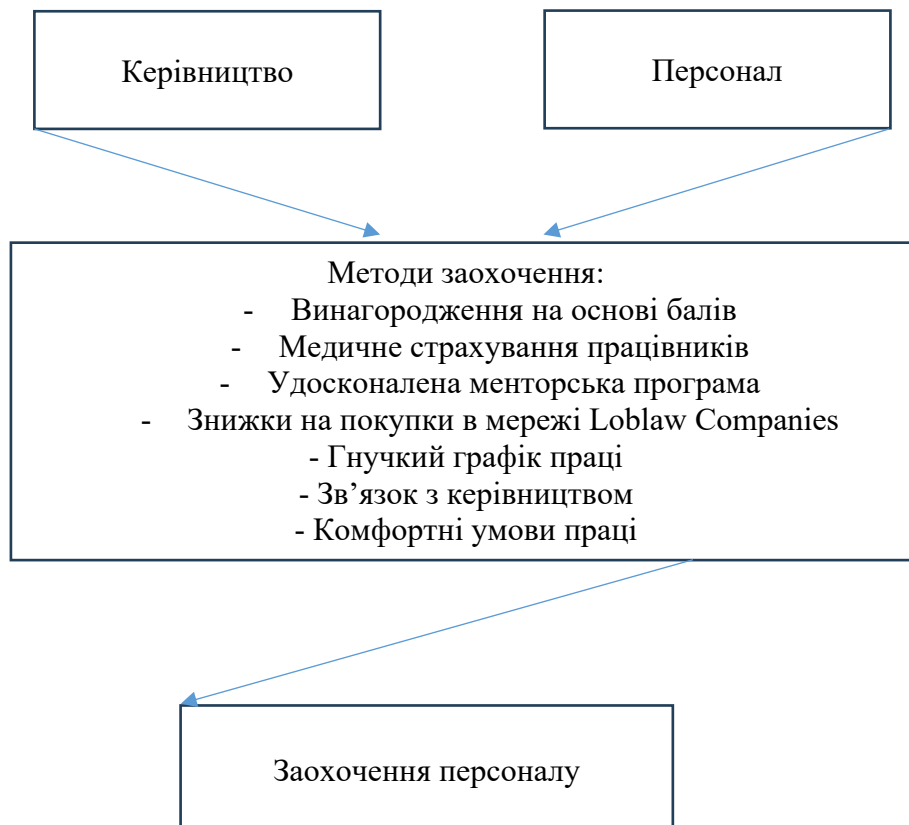 Керівництво
Персонал
Методи заохочення:
- Винагородження на основі балів
- Медичне страхування працівників
- Удосконалена менторська програма
- Знижки на покупки в мережі Loblaw Companies
- Гнучкий графік праці
- Зв’язок з керівництвом
- Комфортні умови праці
Заохочення персоналу